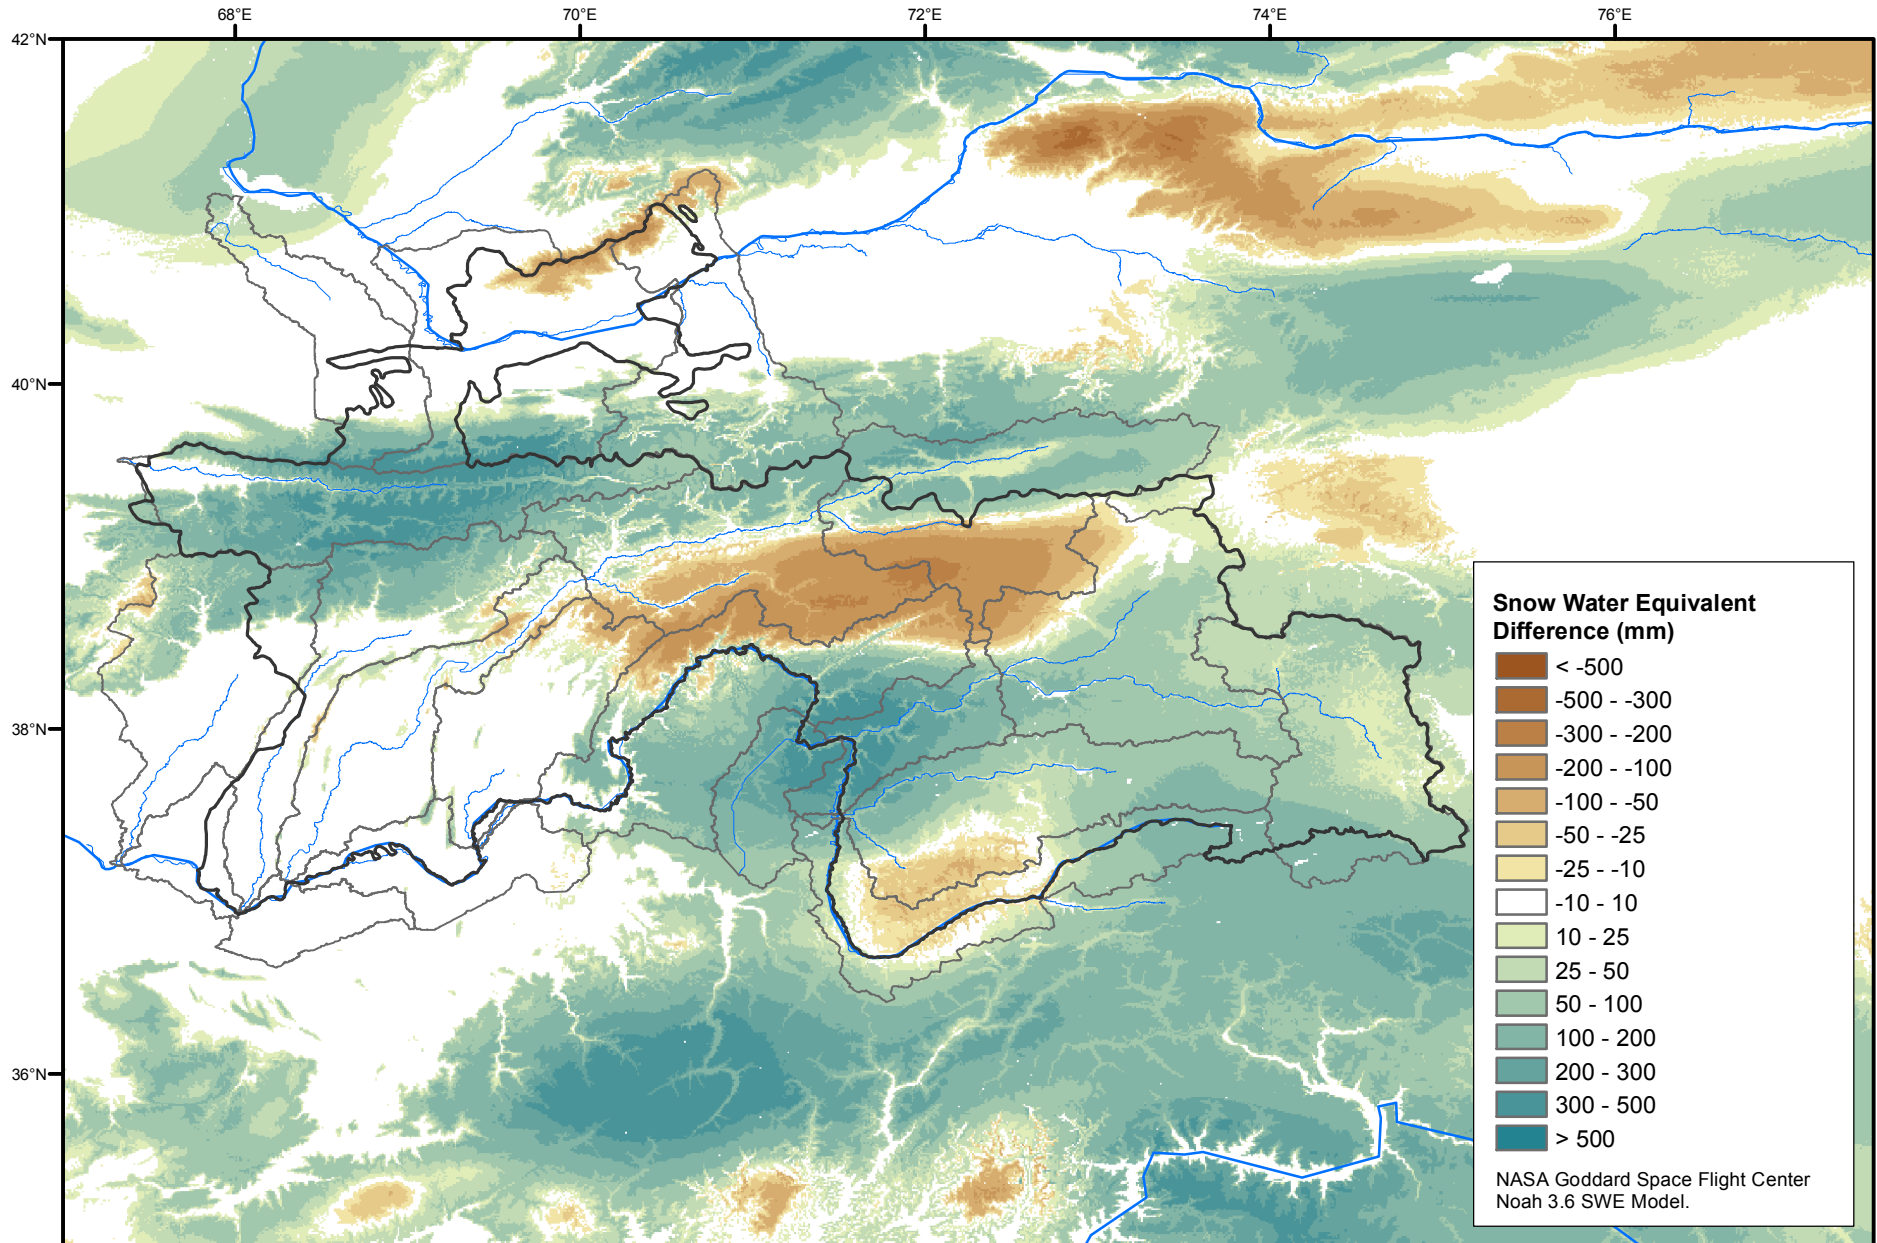 68°E 70°E 72°E 74°E 76°E
42°N
40°N
38°N
36°N
Snow Water Equivalent
Difference (mm)
< -500
-500 - -300
-300 - -200
-200 - -100
-100 - -50
-50 - -25
-25 - -10
-10 - 10
10 - 25
25 - 50
50 - 100
100 - 200
200 - 300
300 - 500
> 500
NASA Goddard Space Flight Center
Noah 3.6 SWE Model.